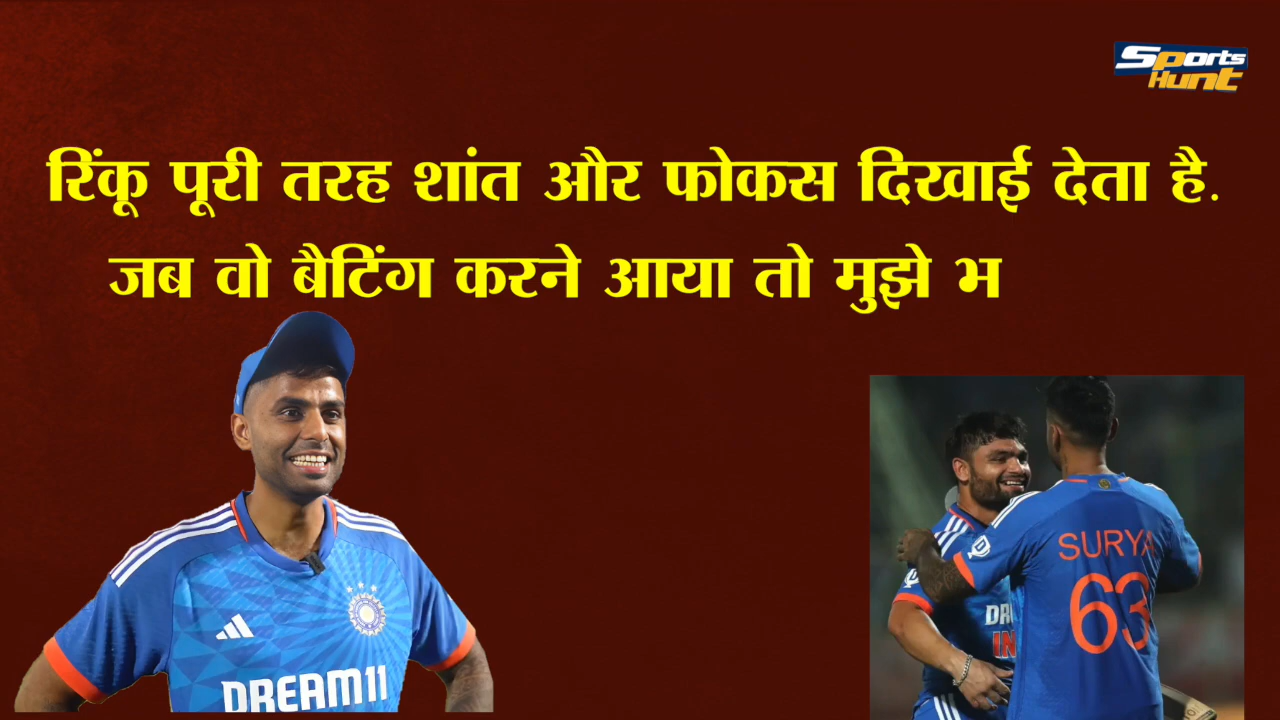 Sports
Hunt
रिंकू पूरी तरह शांत और फोकस दिखाई देता है.
जब वो बैटिंग करने आया तो मुझे भ
SURYA
63
DREAM11